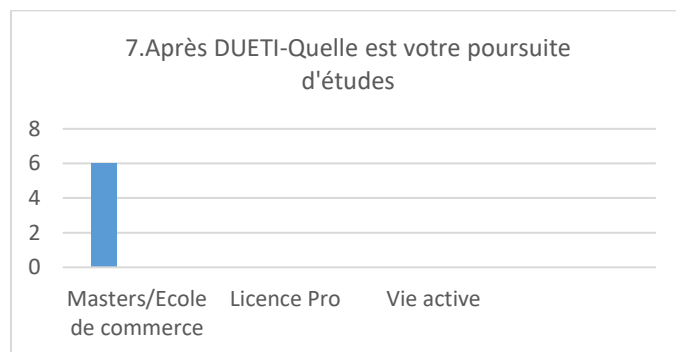 7.Après DUETI-Quelle est votre poursuite
d'études
8
6
4
2
0
Masters/Ecole
de commerce
Licence Pro
Vie active